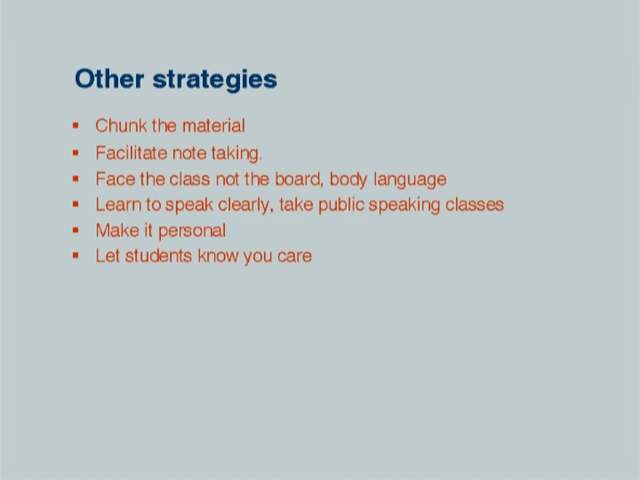 Other strategies
▪ Chunk the material
▪ Facilitate note taking.
▪ Face the class not the board, body language
▪ Learn to speak clearly, take public speaking classes
▪ Make it personal
▪ Let students know you care